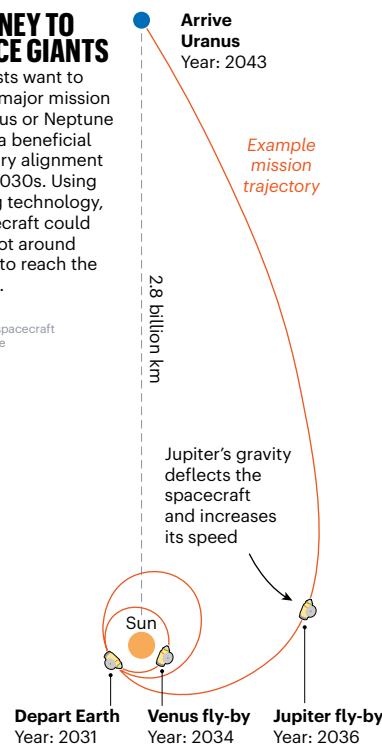 NEY TO
CE GIANTS
sts want to
major mission
us or Neptune
a beneficial
ry alignment
030s. Using
g technology,
ecraft could
ot around
to reach the
.
spacecraft
e
Arrive
Uranus
Year: 2043
Example
mission
trajectory
2.8 billion km
Jupiter’s gravity
deflects the
spacecraft
and increases
its speed
Sun
Depart Earth
Year: 2031
Venus fly-by
Year: 2034
Jupiter fly-by
Year: 2036